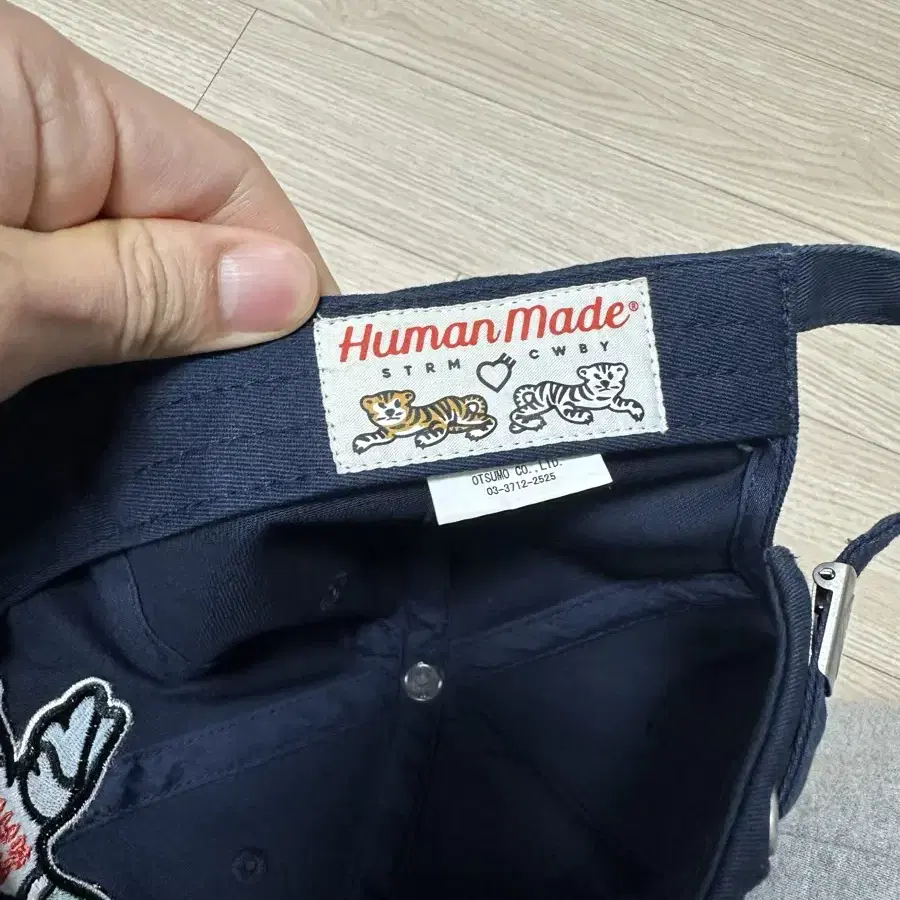 Human Made®
STRM CWBY
OTSUMO CO.,LTD.
03-3712-2525